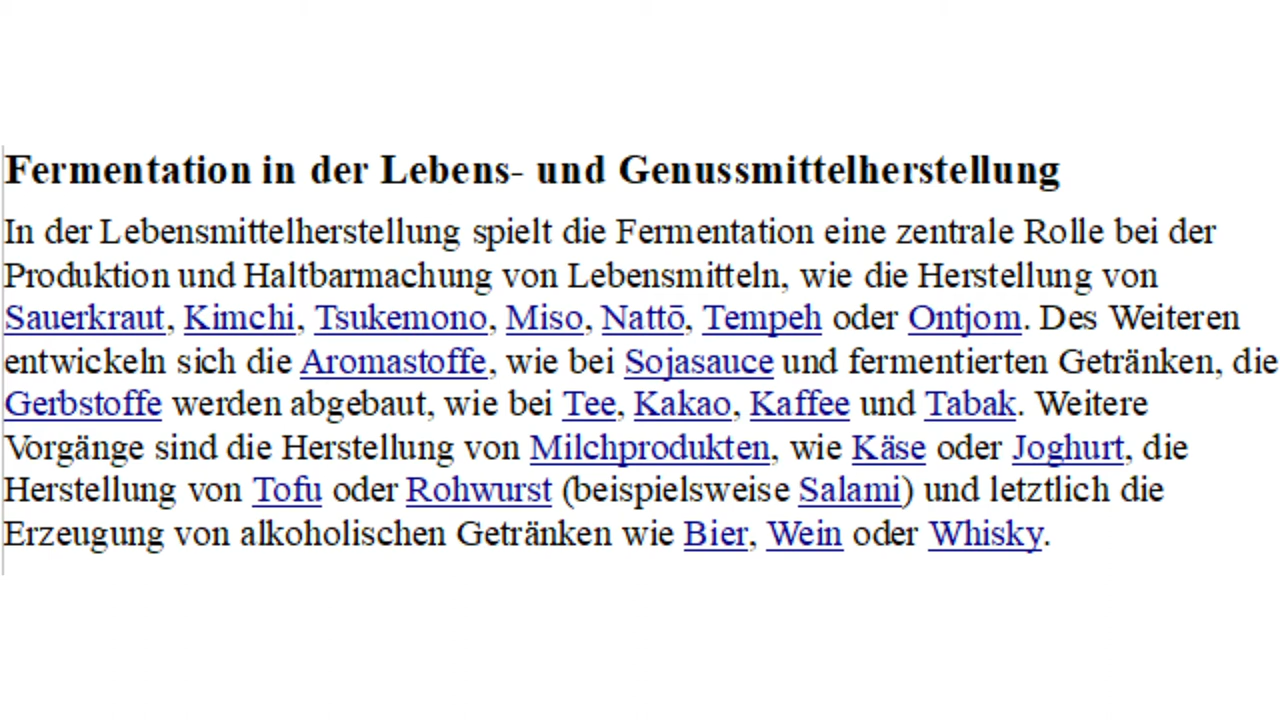 Fermentation in der Lebens- und Genussmittelherstellung
In der Lebensmittelherstellung spielt die Fermentation eine zentrale Rolle bei der
Produktion und Haltbarmachung von Lebensmitteln, wie die Herstellung von
Sauerkraut, Kimchi, Tsukemono, Miso, Nattō, Tempeh oder Ontjom. Des Weiteren
entwickeln sich die Aromastoffe, wie bei Sojasauce und fermentierten Getränken, die
Gerbstoffe werden abgebaut, wie bei Tee, Kakao, Kaffee und Tabak. Weitere
Vorgänge sind die Herstellung von Milchprodukten, wie Käse oder Joghurt, die
Herstellung von Tofu oder Rohwurst (beispielsweise Salami) und letztlich die
Erzeugung von alkoholischen Getränken wie Bier, Wein oder Whisky.